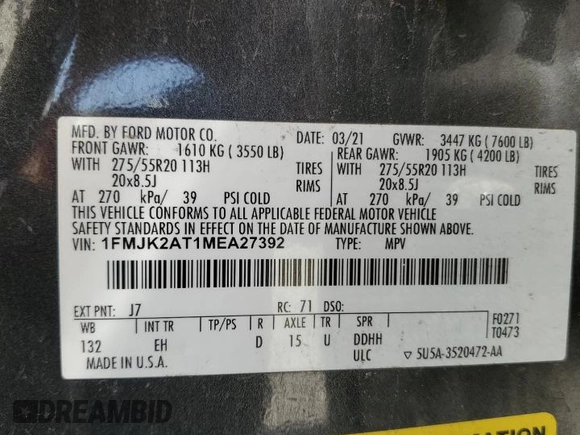 MFD. BY FORD MOTOR CO.
DATE: 03/21 GVWR: 3447 KG ( 7600 LB)
FRONT GAWR: 1610 KG ( 3550 LB)
REAR GAWR: 1905 KG ( 4200 LB)
WITH 275/55R20 113H TIRES
WITH 275/55R20 113H TIRES
20x8.5J RIMS
20x8.5J RIMS
AT 270 kPa/ 39 PSI COLD
AT 270 kPa/ 39 PSI COLD
THIS VEHICLE CONFORMS TO ALL APPLICABLE FEDERAL MOTOR VEHICLE
SAFETY STANDARDS IN EFFECT ON THE DATE OF MANUFACTURE SHOWN ABOVE.
VIN: 1FMJK2AT1MEA27392 TYPE: MPV
EXT PNT: J7 RC: 71 DSO:
WB INT TR TP/PS R AXLE TR SPR
F0271
T0473
132 EH D 15 U DDHH
MADE IN U.S.A. ULC ▽ 5U5A-3520472-AA
DREAMBID